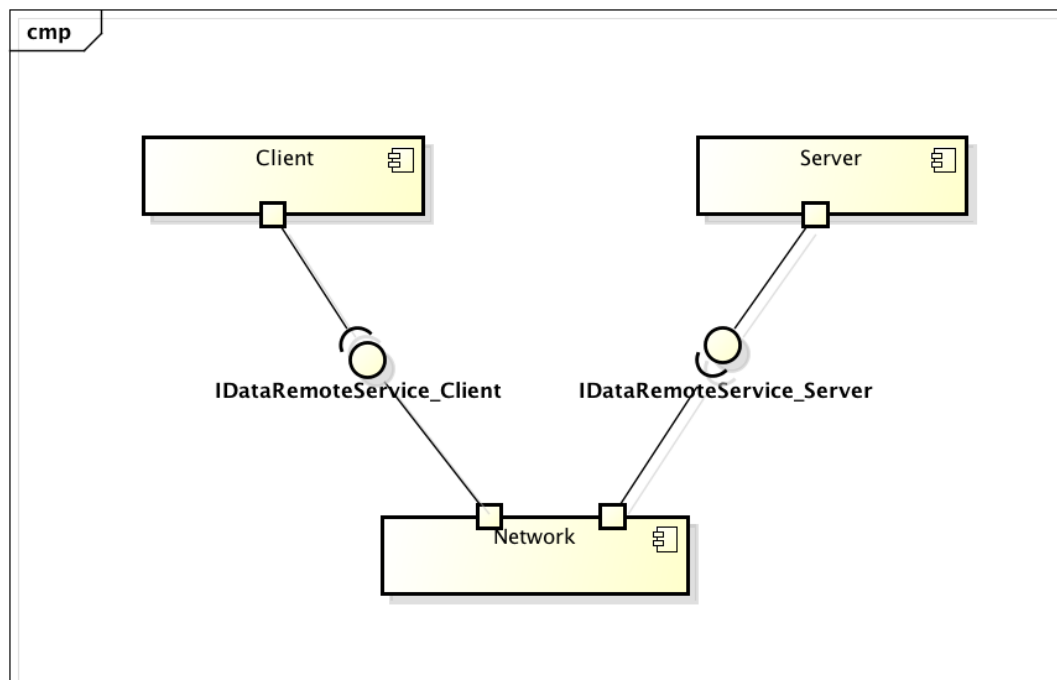 cmp
Client
Server
IDataRemoteService_Client
IDataRemoteService_Server
Network